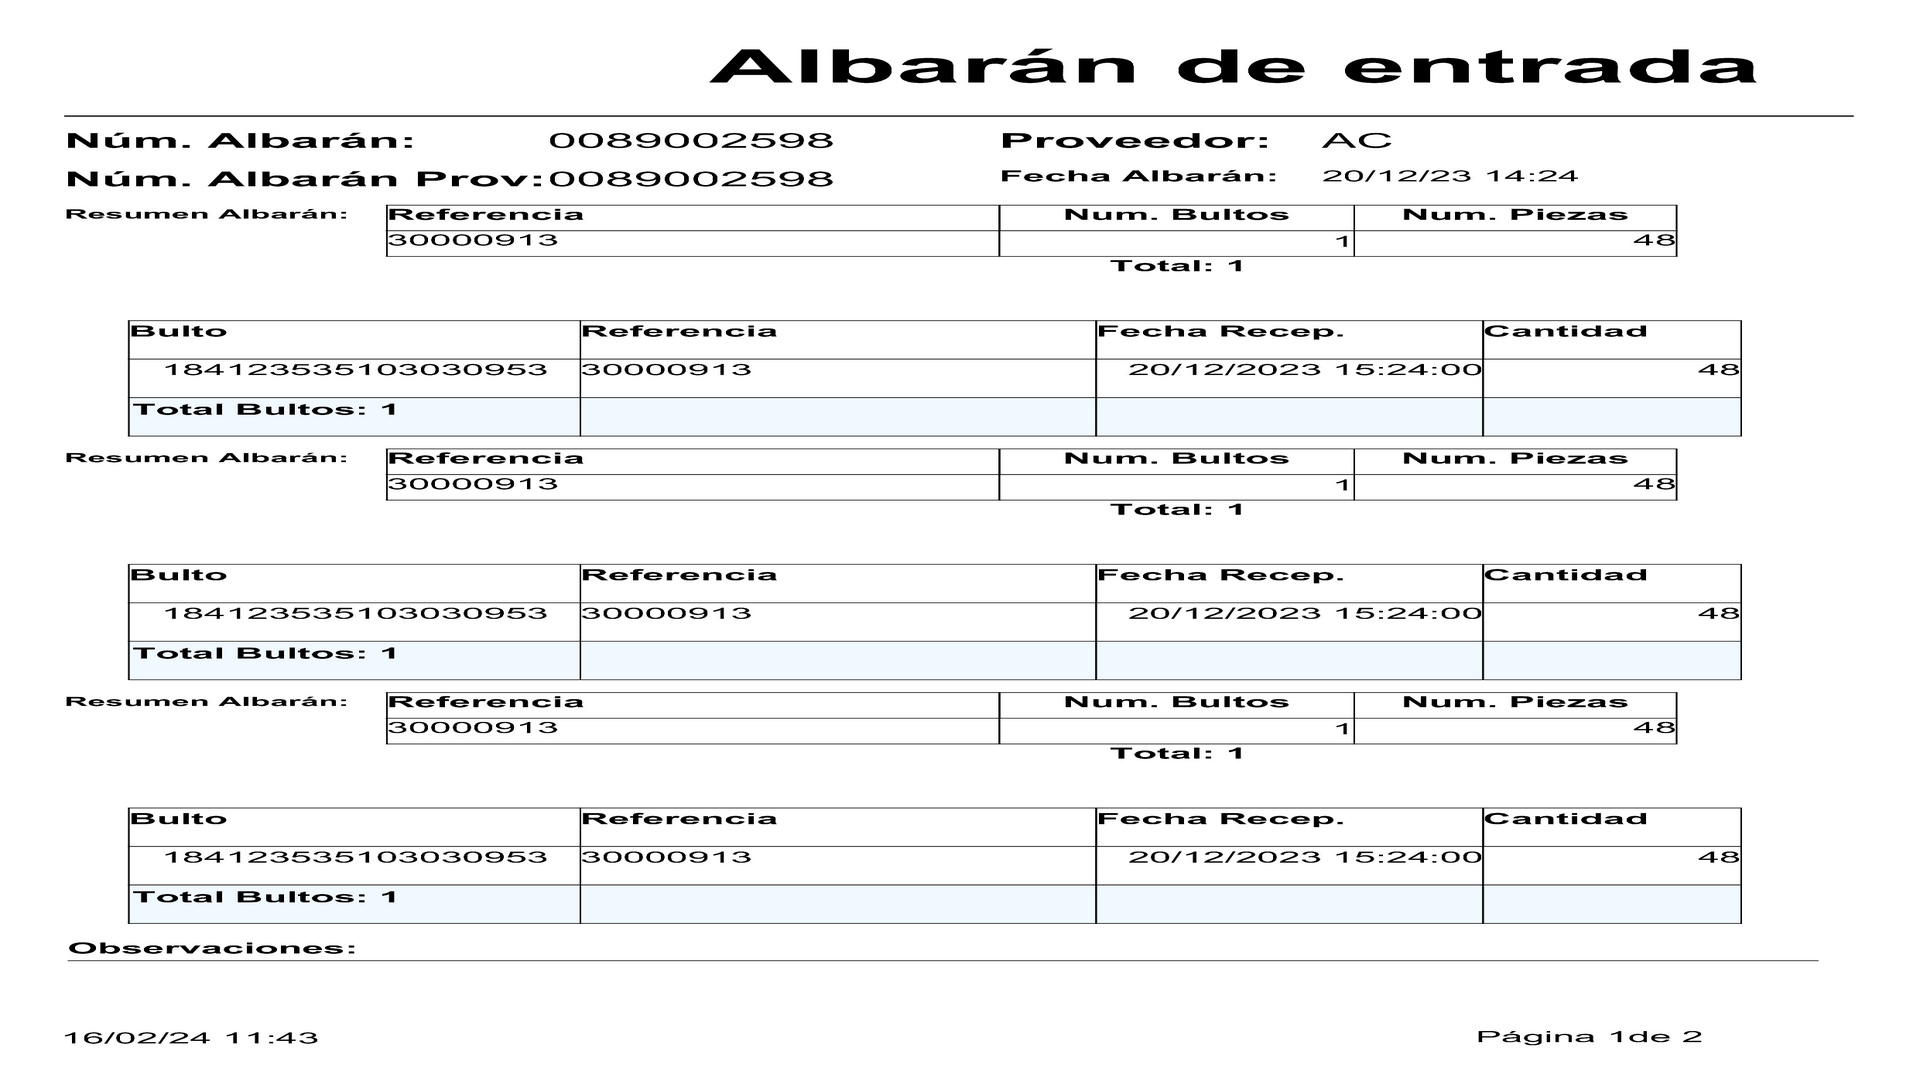 Albarán de entrada
Núm. Albarán: 0089002598 Proveedor: AC
Núm. Albarán Prov: 0089002598 Fecha Albarán: 20/12/23 14:24
Resumen Albarán: Referencia Num. Bultos Num. Piezas
30000913 1 48
Total: 1
Bulto Referencia Fecha Recep. Cantidad
184123535103030953 30000913 20/12/2023 15:24:00 48
Total Bultos: 1
Resumen Albarán: Referencia Num. Bultos Num. Piezas
30000913 1 48
Total: 1
Bulto Referencia Fecha Recep. Cantidad
184123535103030953 30000913 20/12/2023 15:24:00 48
Total Bultos: 1
Resumen Albarán: Referencia Num. Bultos Num. Piezas
30000913 1 48
Total: 1
Bulto Referencia Fecha Recep. Cantidad
184123535103030953 30000913 20/12/2023 15:24:00 48
Total Bultos: 1
Observaciones:
16/02/24 11:43 Página 1de 2